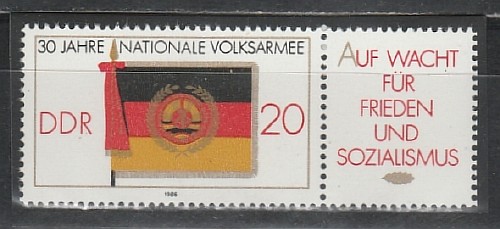 30 JAHRE NATIONALE VOLKSARMEE
DDR
20
1986
AUF WACHT
FÜR
FRIEDEN
UND
SOZIALISMUS